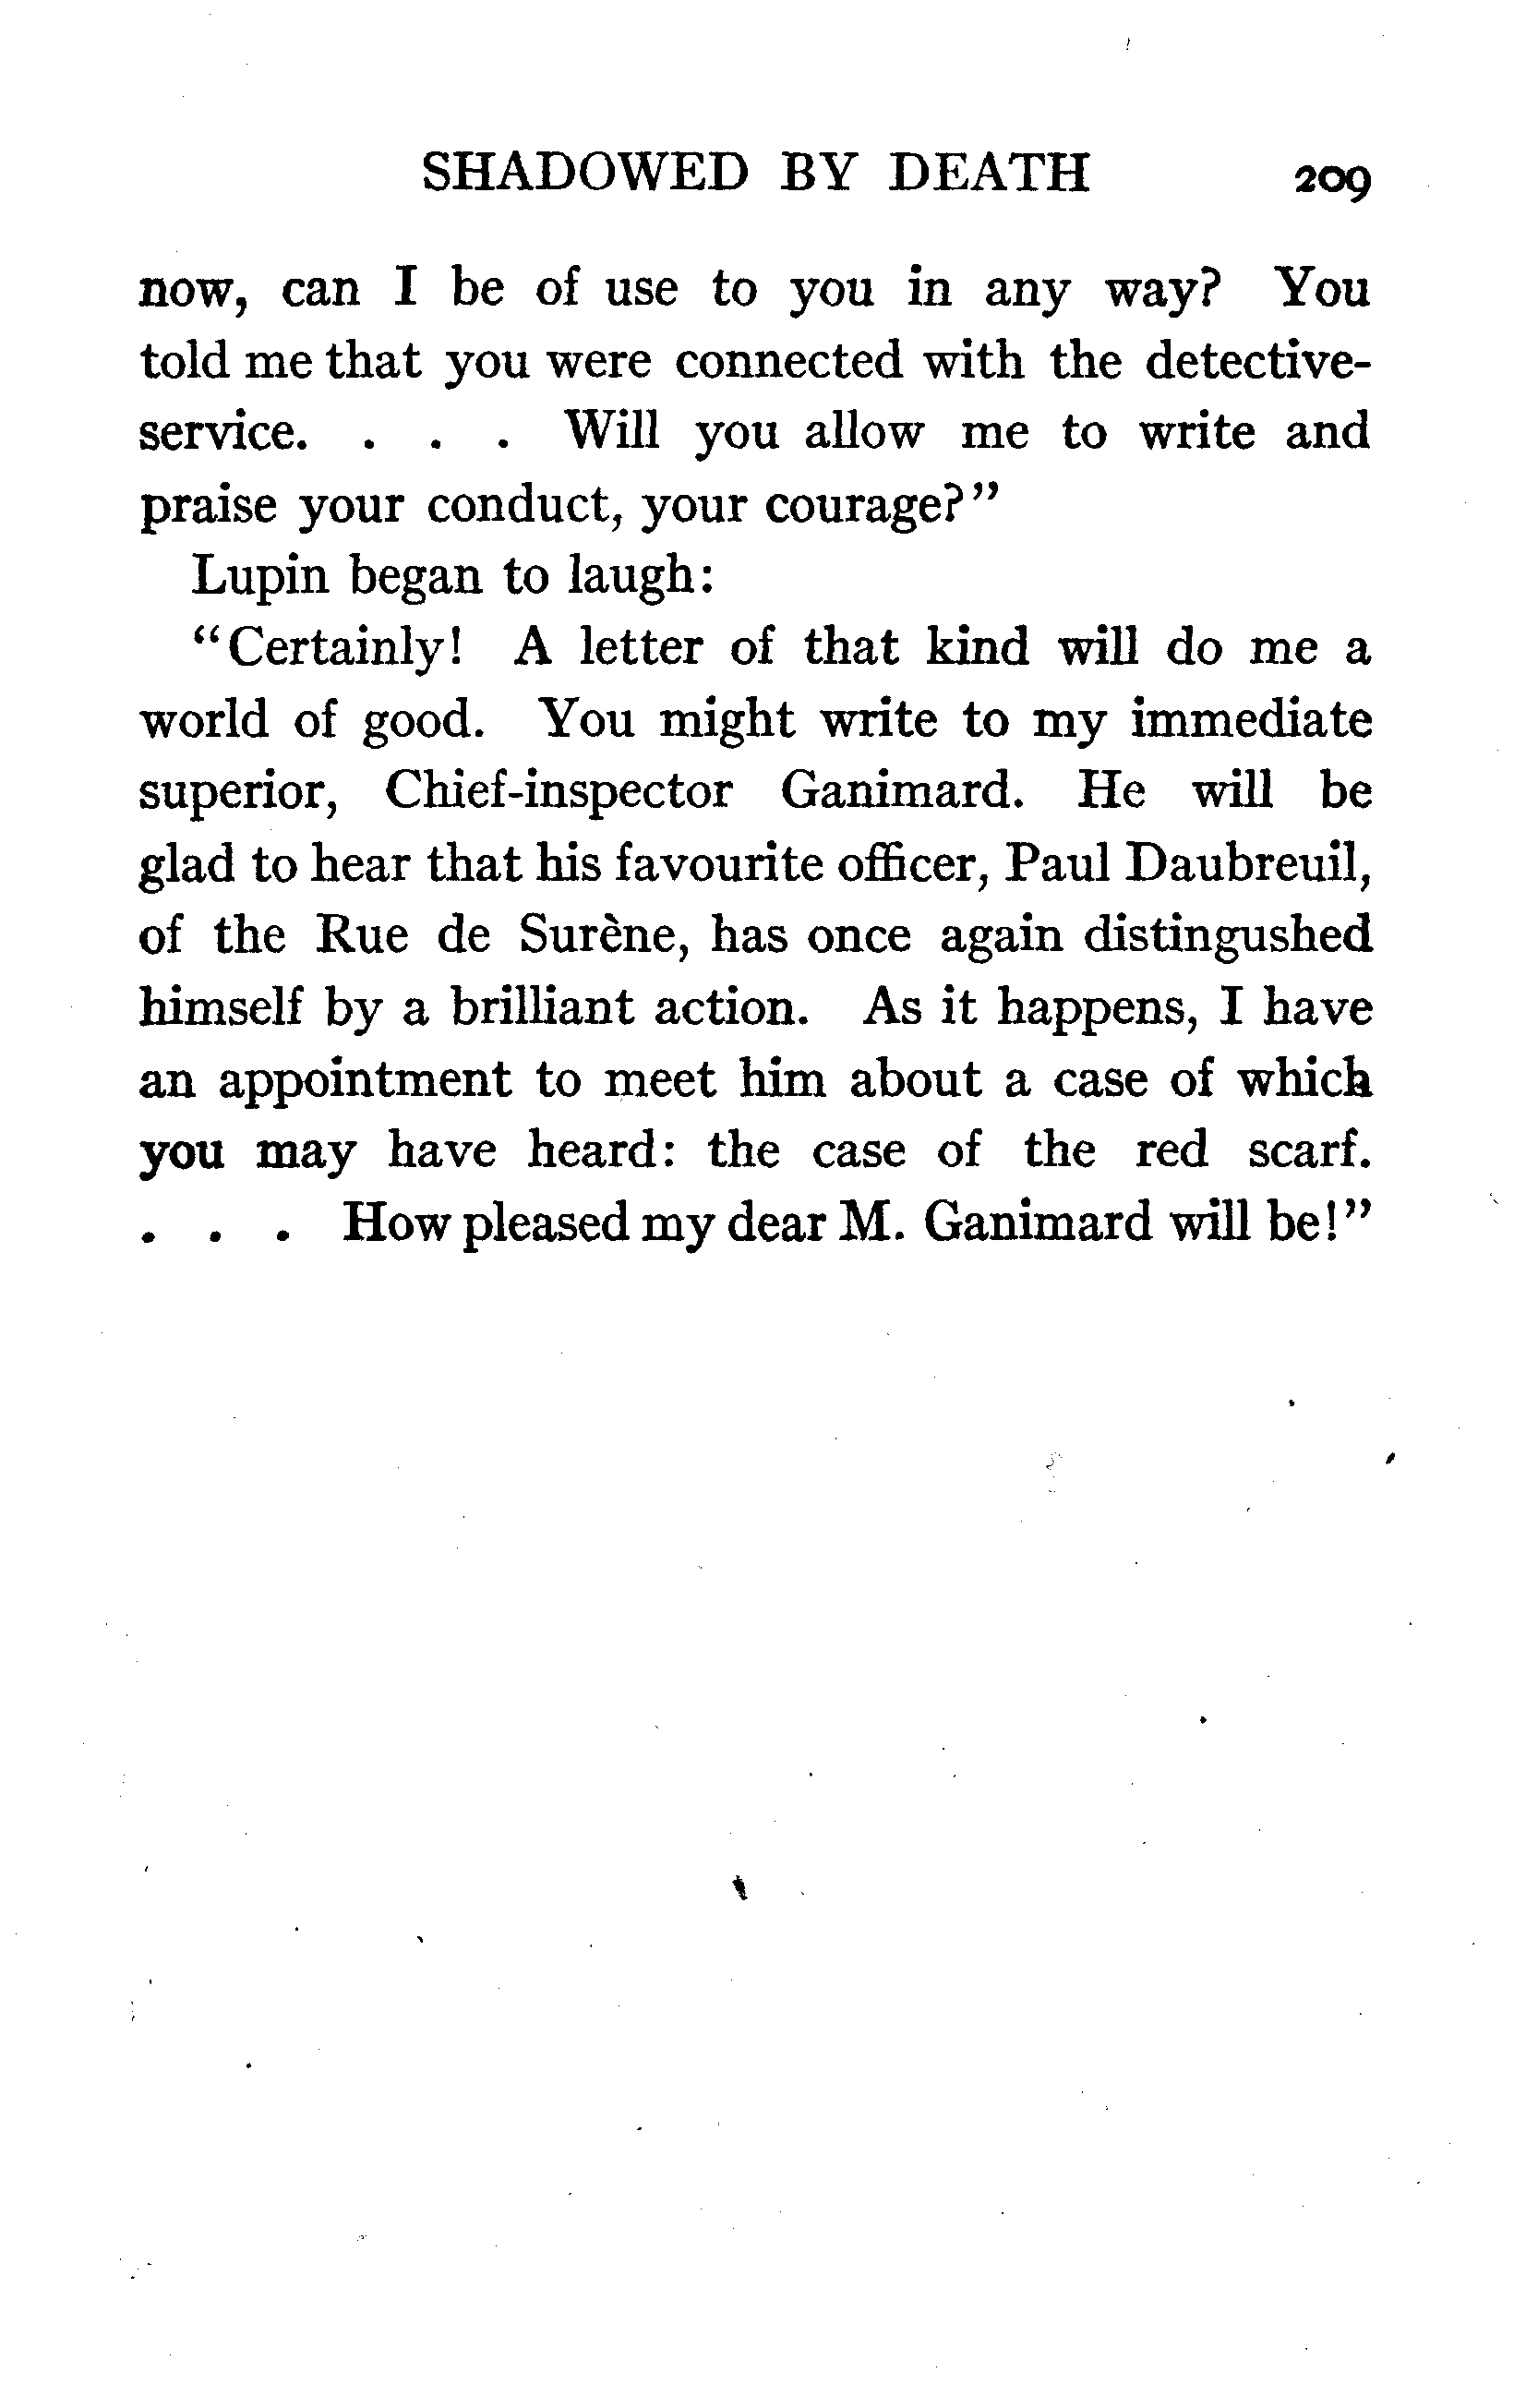 SHADOWED BY DEATH 209
now, can I be of use to you in any way? You
told me that you were connected with the detective-
service. . . . Will you allow me to write and
praise your conduct, your courage?"
Lupin began to laugh:
"Certainly! A letter of that kind will do me a
world of good. You might write to my immediate
superior, Chief-inspector Ganimard. He will be
glad to hear that his favourite officer, Paul Daubreuil,
of the Rue de Surène, has once again distingushed
himself by a brilliant action. As it happens, I have
an appointment to meet him about a case of which
you may have heard: the case of the red scarf.
. . . How pleased my dear M. Ganimard will be!"